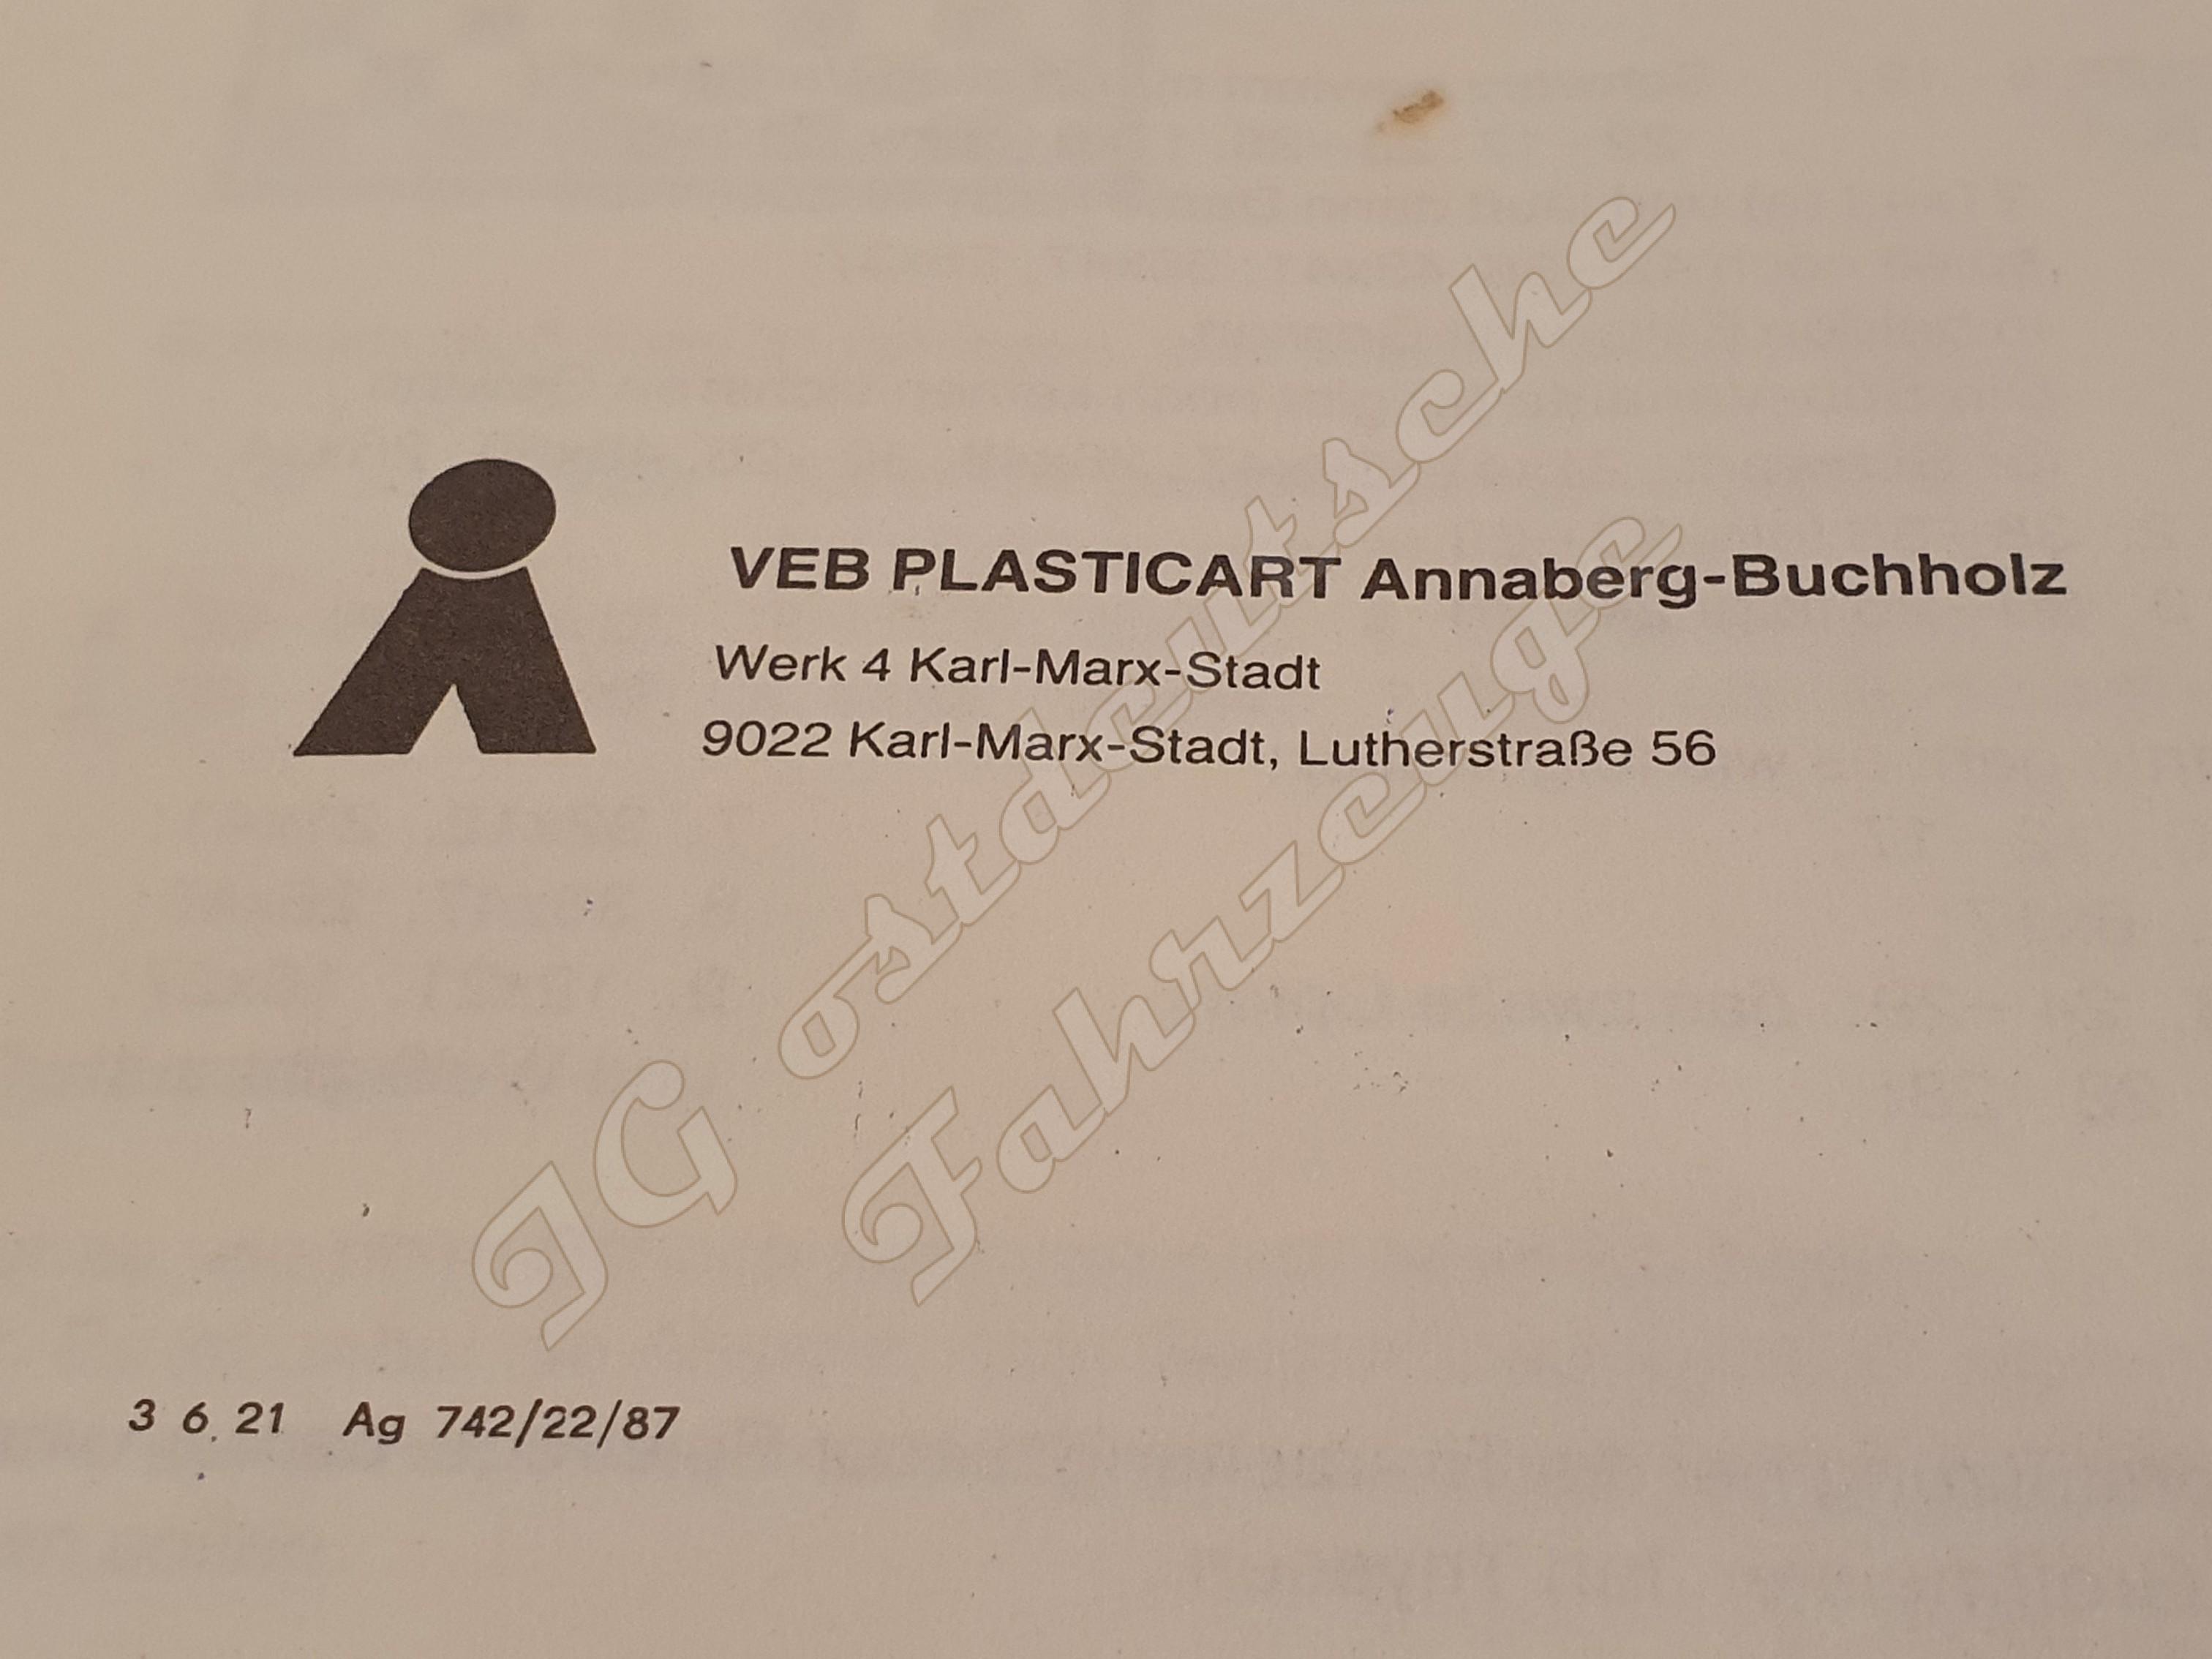 VEB PLASTICART Annaberg-Buchholz
Werk 4 Karl-Marx-Stadt
9022 Karl-Marx-Stadt, Lutherstraße 56
IG ostdeutsche
Fahrzeuge
3 6. 21 Ag 742/22/87